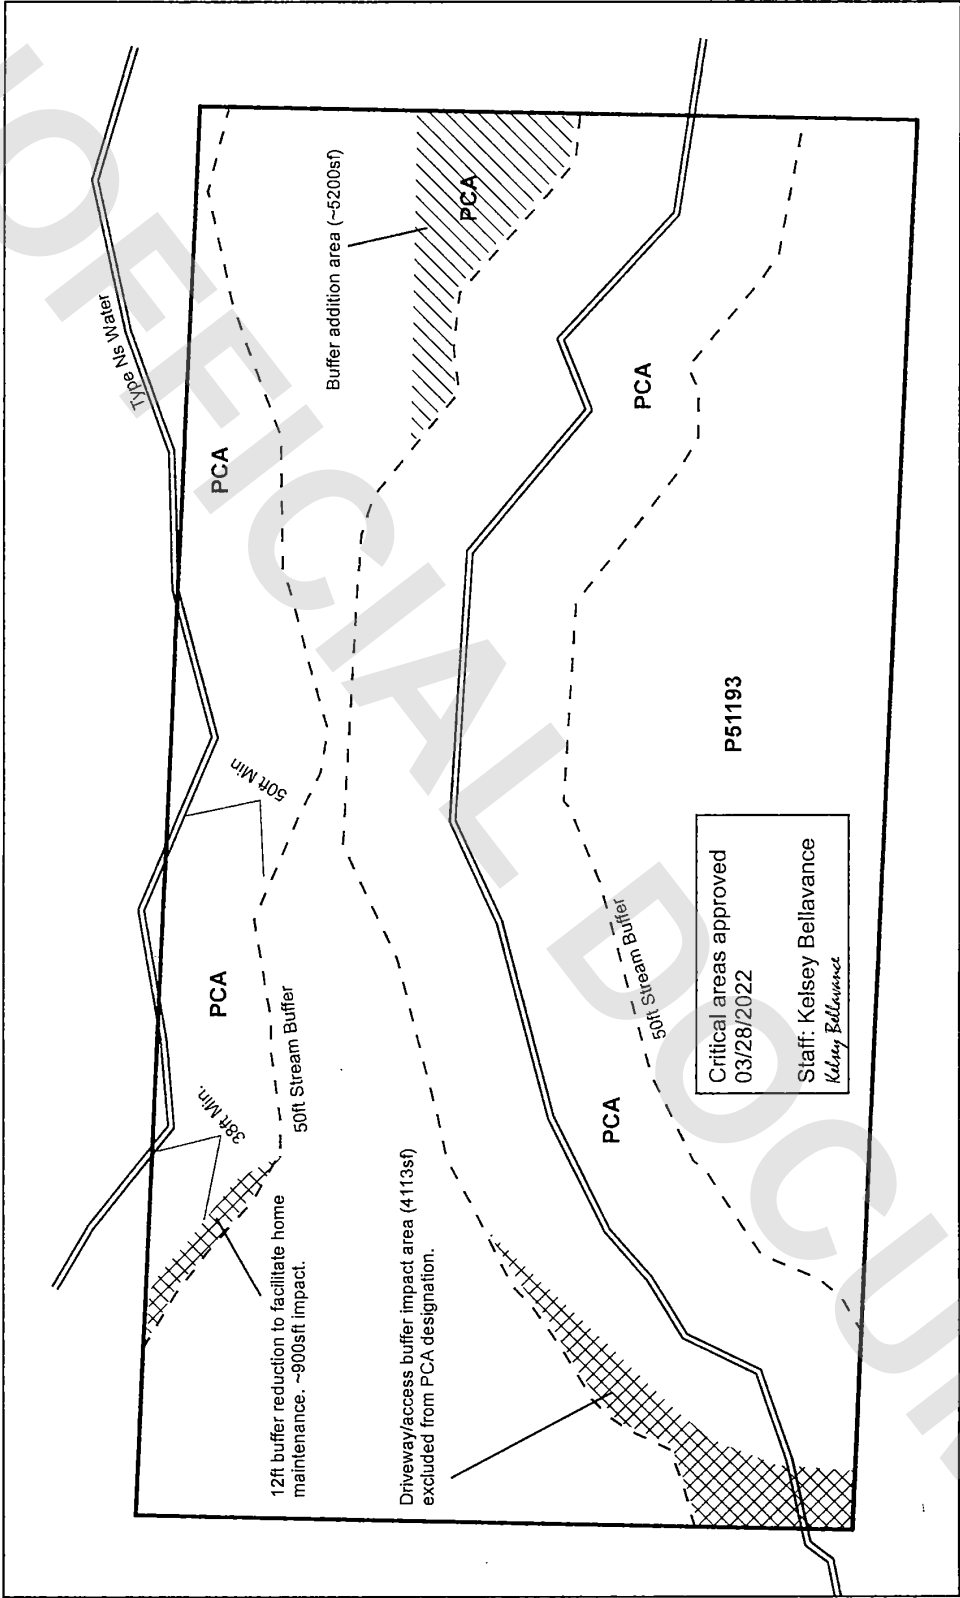 Type Ns Water
PCA
Buffer addition area (~5200sf)
PCA
50ft Min
PCA
38ft Min.
50ft Stream Buffer
12ft buffer reduction to facilitate home
maintenance. ~900sft impact.
Driveway/access buffer impact area (4113sf)
excluded from PCA designation.
PCA
PCA
50ft Stream Buffer
P51193
Critical areas approved
03/28/2022
Staff: Kelsey Bellavance
Kelsey Bellavance
OFFICIAL DOCUM